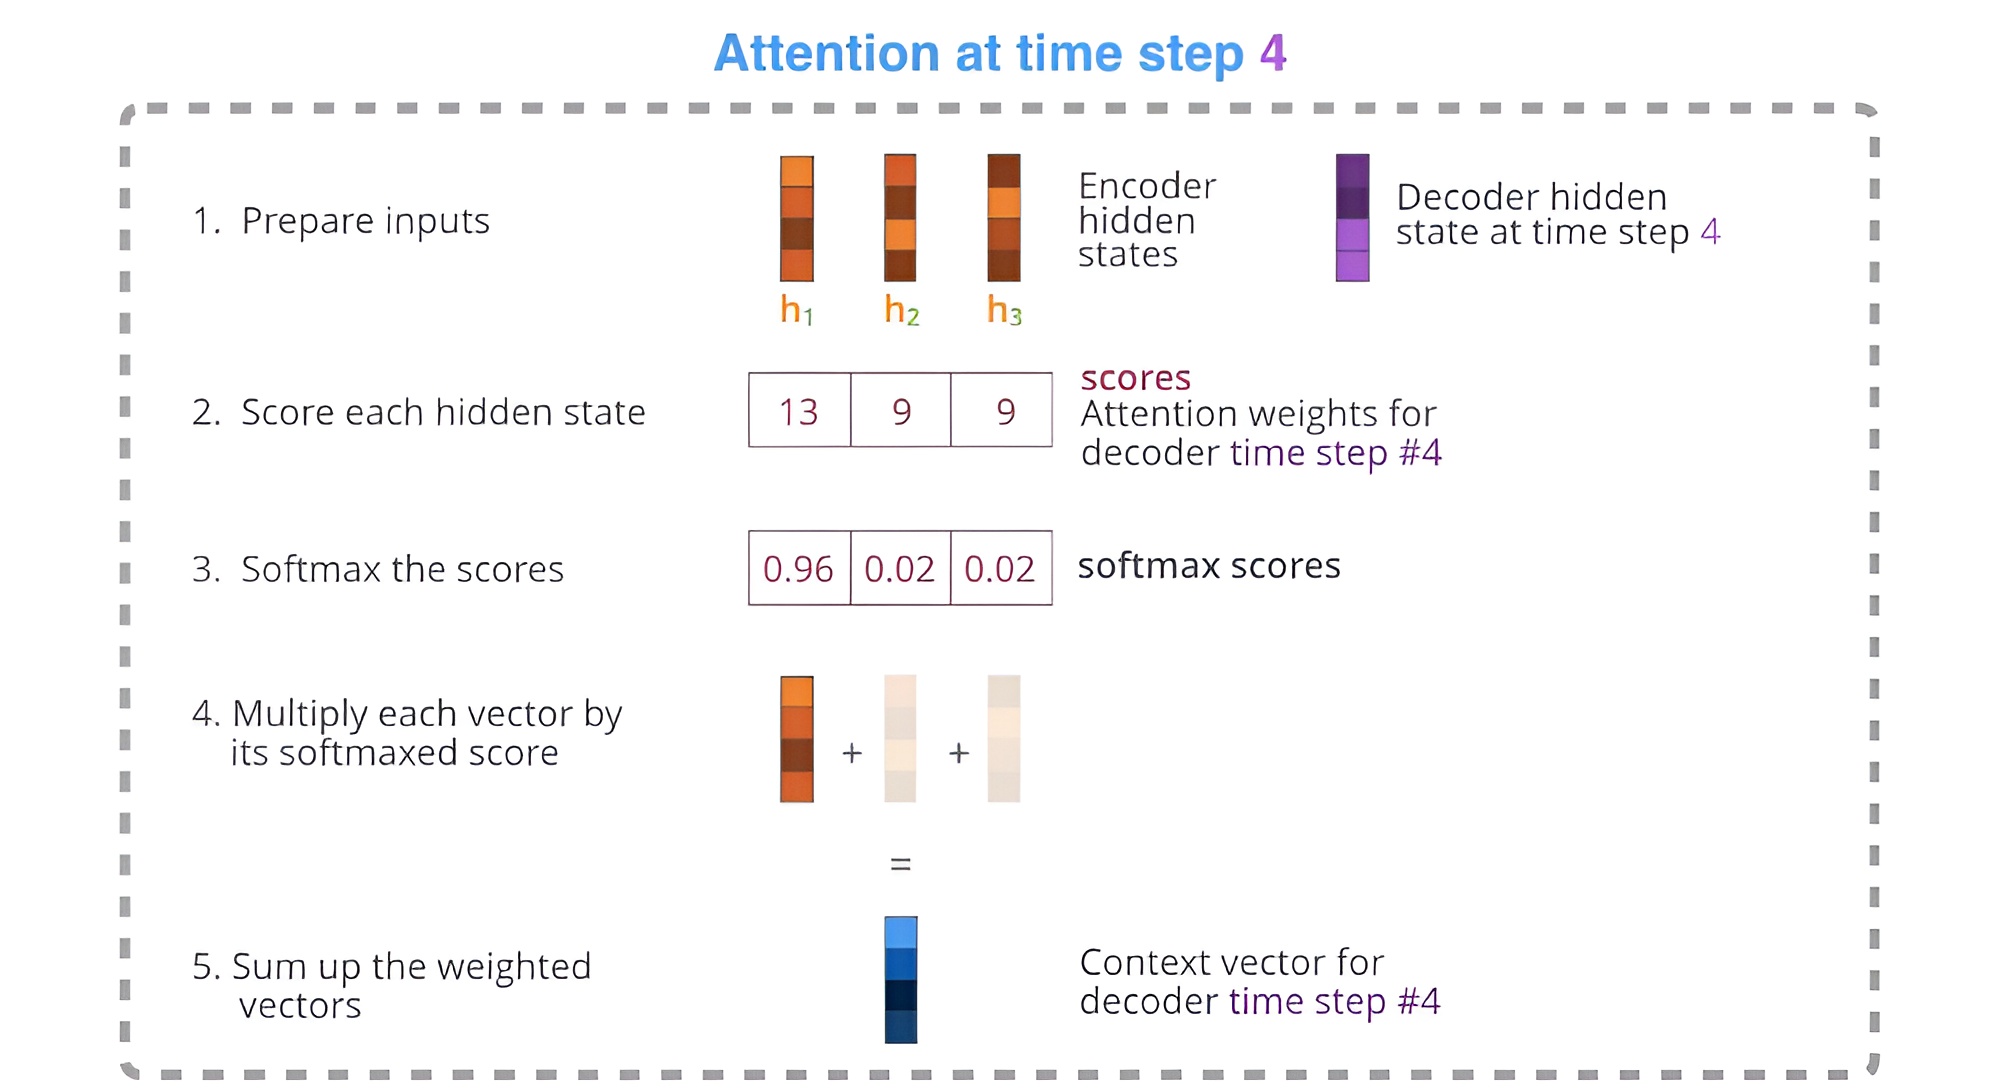 Attention at time step 4
1. Prepare inputs
Encoder
hidden
states
Decoder hidden
state at time step 4
h1
h2
h3
2. Score each hidden state
13 9 9
scores
Attention weights for
decoder time step #4
3. Softmax the scores
0.96 0.02 0.02
softmax scores
4. Multiply each vector by
its softmaxed score
+ +
=
5. Sum up the weighted
vectors
Context vector for
decoder time step #4